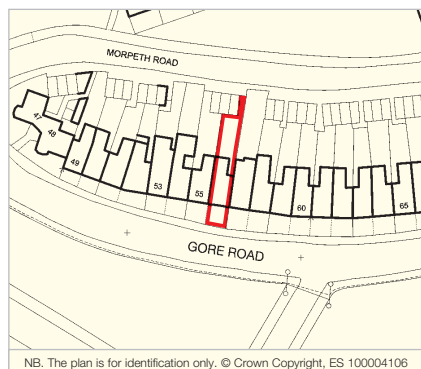 MORPETH ROAD
47
48
49
53
55
60
65
GORE ROAD
NB. The plan is for identification only. © Crown Copyright, ES 100004106